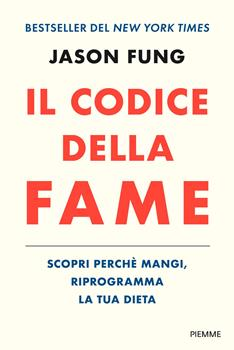 BESTSELLER DEL NEW YORK TIMES
JASON FUNG
IL CODICE
DELLA
FAME
SCOPRI PERCHÈ MANGI,
RIPROGRAMMA
LA TUA DIETA
PIEMME